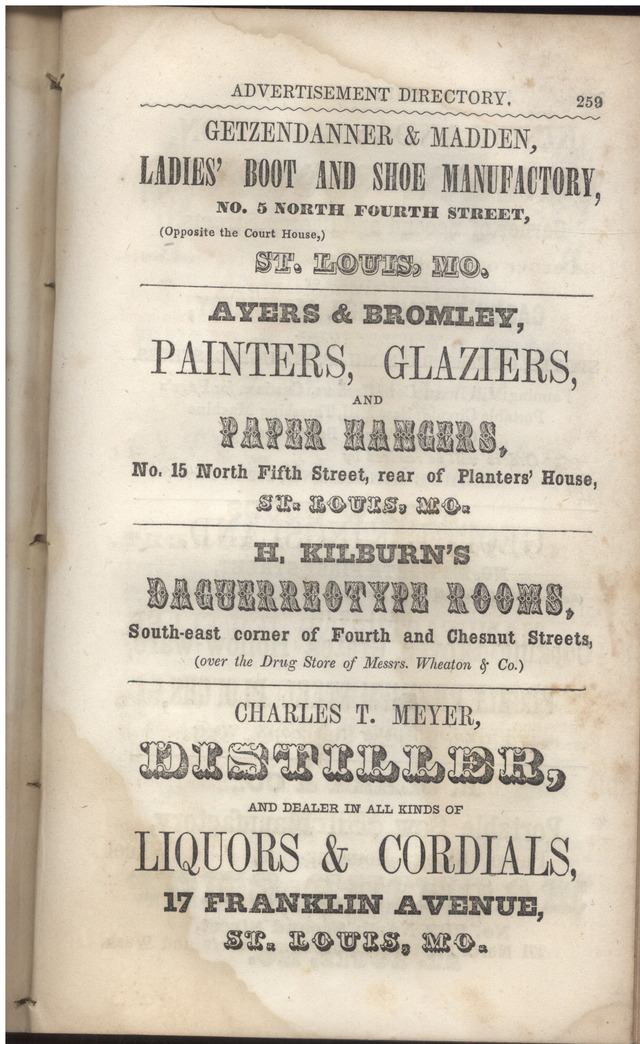 ADVERTISEMENT DIRECTORY. 259
GETZENDANNER & MADDEN,
LADIES' BOOT AND SHOE MANUFACTORY,
NO. 5 NORTH FOURTH STREET,
(Opposite the Court House,)
ST. LOUIS, MO.
AYERS & BROMLEY,
PAINTERS, GLAZIERS,
AND
PAPER HANGERS,
No. 15 North Fifth Street, rear of Planters' House,
ST. LOUIS, MO.
H. KILBURN'S
DAGUERREOTYPE ROOMS,
South-east corner of Fourth and Chesnut Streets,
(over the Drug Store of Messrs. Wheaton & Co.)
CHARLES T. MEYER,
DISTILLER,
AND DEALER IN ALL KINDS OF
LIQUORS & CORDIALS,
17 FRANKLIN AVENUE,
ST. LOUIS, MO.